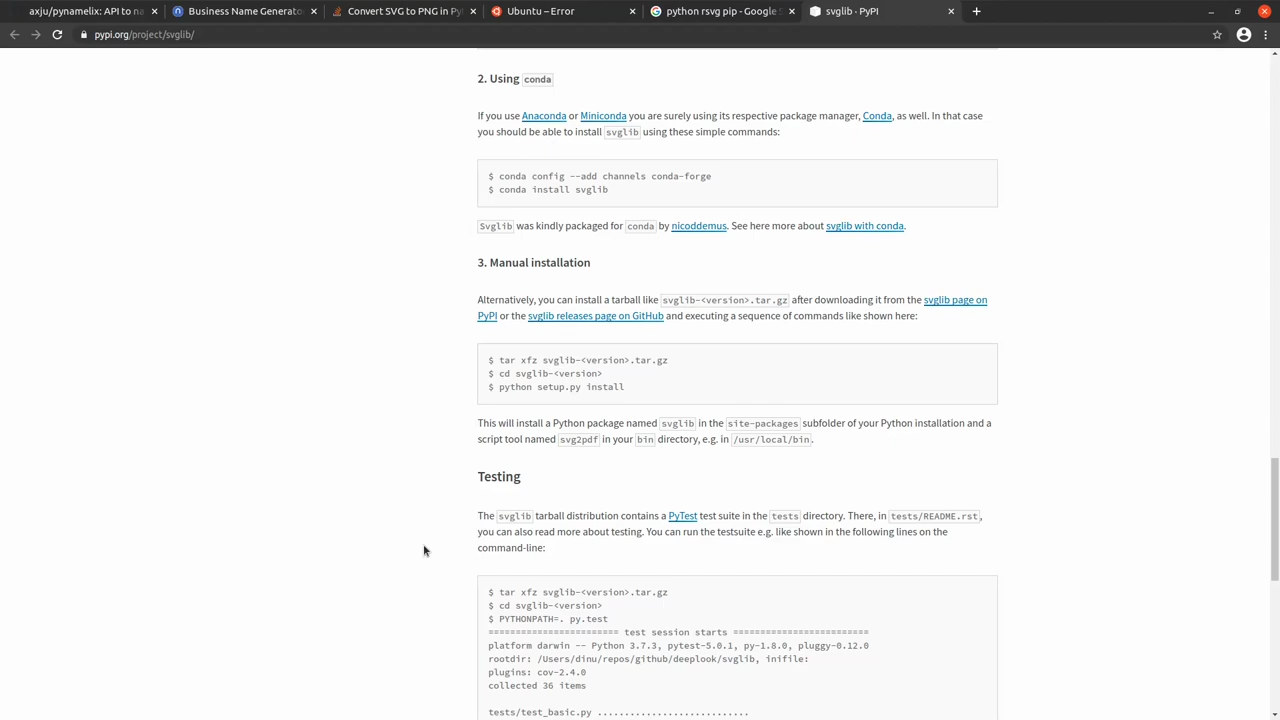 axju/pynamelix: API to na
Business Name Generato
Convert SVG to PNG in Py
Ubuntu – Error
python rsvg pip - Google S
svglib · PyPI
pypi.org/project/svglib/
2. Using conda
If you use Anaconda or Miniconda you are surely using its respective package manager, Conda, as well. In that case
you should be able to install svglib using these simple commands:
$ conda config --add channels conda-forge
$ conda install svglib
Svglib was kindly packaged for conda by nicoddemus. See here more about svglib with conda.
3. Manual installation
Alternatively, you can install a tarball like svglib-<version>.tar.gz after downloading it from the svglib page on
PyPI or the svglib releases page on GitHub and executing a sequence of commands like shown here:
$ tar xfz svglib-<version>.tar.gz
$ cd svglib-<version>
$ python setup.py install
This will install a Python package named svglib in the site-packages subfolder of your Python installation and a
script tool named svg2pdf in your bin directory, e.g. in /usr/local/bin.
Testing
The svglib tarball distribution contains a PyTest test suite in the tests directory. There, in tests/README.rst,
you can also read more about testing. You can run the testsuite e.g. like shown in the following lines on the
command-line:
$ tar xfz svglib-<version>.tar.gz
$ cd svglib-<version>
$ PYTHONPATH=. py.test
======================== test session starts =========================
platform darwin -- Python 3.7.3, pytest-5.0.1, py-1.8.0, pluggy-0.12.0
rootdir: /Users/dinu/repos/github/deeplook/svglib, inifile:
plugins: cov-2.4.0
collected 36 items
tests/test_basic.py ............................